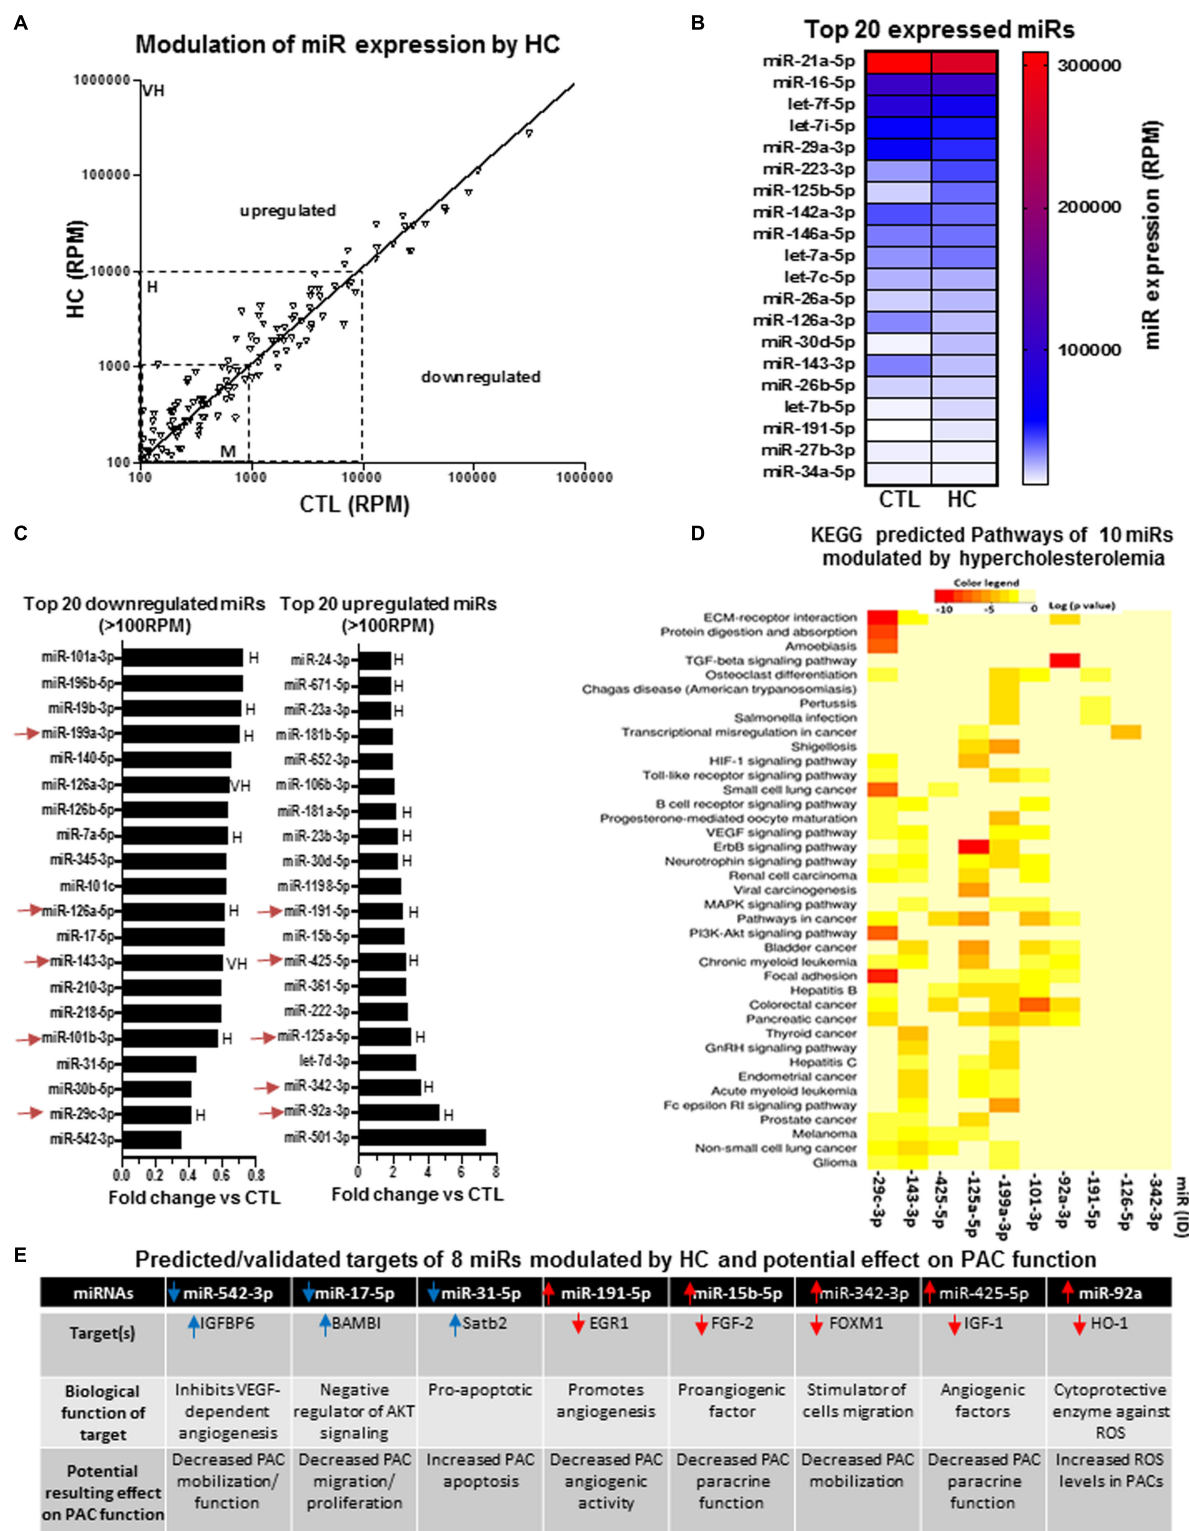 A
Modulation of miR expression by HC
1000000
VH
100000
upregulated
HC (RPM)
10000
H
1000
downregulated
M
100
100
1000
10000
100000
1000000
CTL (RPM)
B
Top 20 expressed miRs
miR-21a-5p
miR-16-5p
let-7f-5p
let-7i-5p
miR-29a-3p
miR-223-3p
miR-125b-5p
miR-142a-3p
miR-146a-5p
let-7a-5p
let-7c-5p
miR-26a-5p
miR-126a-3p
miR-30d-5p
miR-143-3p
miR-26b-5p
let-7b-5p
miR-191-5p
miR-27b-3p
miR-34a-5p
CTL
HC
300000
200000
100000
miR expression (RPM)
C
Top 20 downregulated miRs
(>100RPM)
miR-101a-3p H
miR-196b-5p
miR-19b-3p H
miR-199a-3p H
miR-140-5p
miR-126a-3p VH
miR-126b-5p
miR-7a-5p H
miR-345-3p
miR-101c
miR-126a-5p H
miR-17-5p
miR-143-3p VH
miR-210-3p
miR-218-5p
miR-101b-3p H
miR-31-5p
miR-30b-5p
miR-29c-3p H
miR-542-3p
0.0 0.2 0.4 0.6 0.8
Fold change vs CTL
Top 20 upregulated miRs
(>100RPM)
miR-24-3p H
miR-671-5p H
miR-23a-3p H
miR-181b-5p
miR-652-3p
miR-106b-3p
miR-181a-5p H
miR-23b-3p H
miR-30d-5p H
miR-1198-5p
miR-191-5p H
miR-15b-5p
miR-425-5p H
miR-361-5p
miR-222-3p
miR-125a-5p H
let-7d-3p
miR-342-3p H
miR-92a-3p H
miR-501-3p
0 2 4 6 8
Fold change vs CTL
D
KEGG predicted Pathways of 10 miRs
modulated by hypercholesterolemia
Color legend
-10 -5 0 Log (p value)
ECM-receptor interaction
Protein digestion and absorption
Amoebiasis
TGF-beta signaling pathway
Osteoclast differentiation
Chagas disease (American trypanosomiasis)
Pertussis
Salmonella infection
Transcriptional misregulation in cancer
Shigellosis
HIF-1 signaling pathway
Toll-like receptor signaling pathway
Small cell lung cancer
B cell receptor signaling pathway
Progesterone-mediated oocyte maturation
VEGF signaling pathway
ErbB signaling pathway
Neurotrophin signaling pathway
Renal cell carcinoma
Viral carcinogenesis
MAPK signaling pathway
Pathways in cancer
PI3K-Akt signaling pathway
Bladder cancer
Chronic myeloid leukemia
Focal adhesion
Hepatitis B
Colorectal cancer
Pancreatic cancer
Thyroid cancer
GnRH signaling pathway
Hepatitis C
Endometrial cancer
Acute myeloid leukemia
Fc epsilon RI signaling pathway
Prostate cancer
Melanoma
Non-small cell lung cancer
Glioma
-29c-3p
-143-3p
-425-5p
-125a-5p
-199a-3p
-101-3p
-92a-3p
-191-5p
-126-5p
-342-3p
miR (ID)
E
Predicted/validated targets of 8 miRs modulated by HC and potential effect on PAC function
miRNAs miR-542-3p miR-17-5p miR-31-5p miR-191-5p miR-15b-5p miR-342-3p miR-425-5p miR-92a
Target(s) IGFBP6 BAMBI Satb2 EGR1 FGF-2 FOXM1 IGF-1 HO-1
Biological
function of
target
Inhibits VEGF-
dependent
angiogenesis
Negative
regulator of AKT
signaling
Pro-apoptotic
Promotes
angiogenesis
Proangiogenic
factor
Stimulator of
cells migration
Angiogenic
factors
Cytoprotective
enzyme against
ROS
Potential
resulting effect
on PAC function
Decreased PAC
mobilization/
function
Decreased PAC
migration/
proliferation
Increased PAC
apoptosis
Decreased PAC
angiogenic
activity
Decreased PAC
paracrine
function
Decreased PAC
mobilization
Decreased PAC
paracrine
function
Increased ROS
levels in PACs